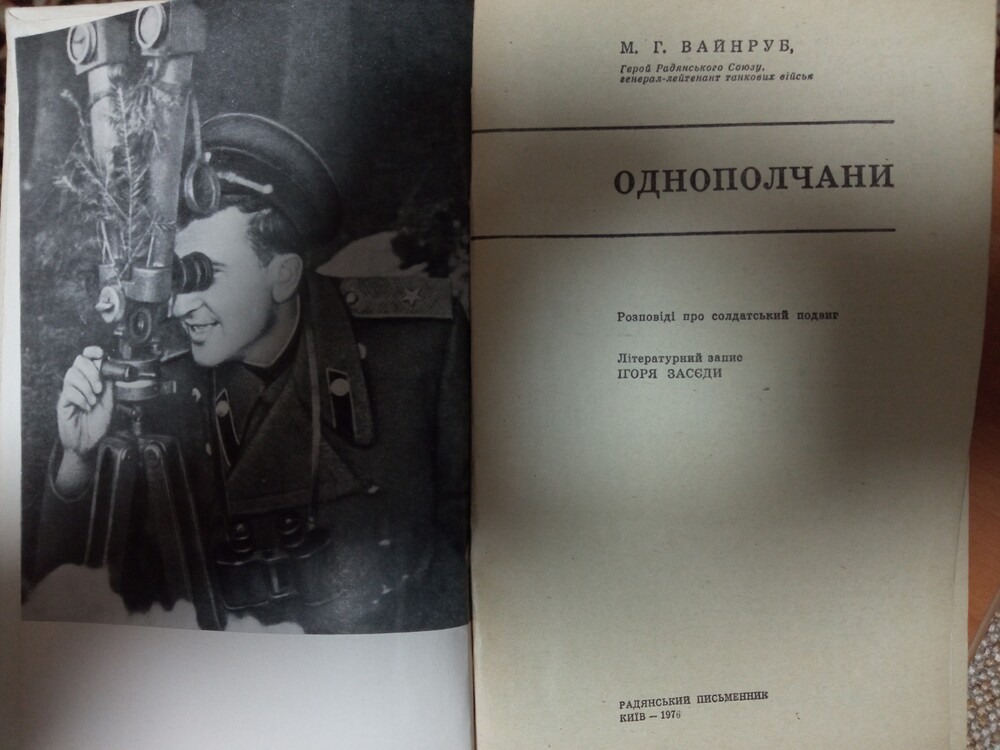 М. Г. ВАЙНРУБ,
Герой Радянського Союзу,
генерал-лейтенант танкових військ
ОДНОПОЛЧАНИ
Розповіді про солдатський подвиг
Літературний запис
ІГОРЯ ЗАСЄДИ
РАДЯНСЬКИЙ ПИСЬМЕННИК
КИЇВ — 1976